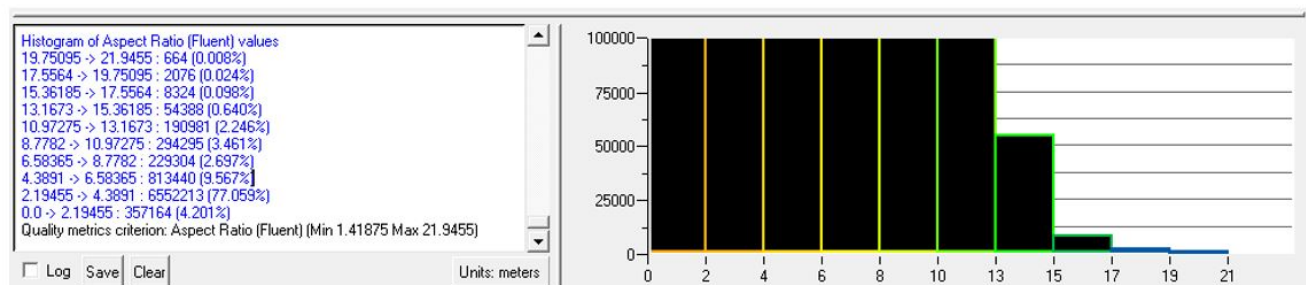 Histogram of Aspect Ratio (Fluent) values
19.75095 -> 21.9455 : 664 (0.008%)
17.5564 -> 19.75095 : 2076 (0.024%)
15.36185 -> 17.5564 : 8324 (0.098%)
13.1673 -> 15.36185 : 54388 (0.640%)
10.97275 -> 13.1673 : 190981 (2.246%)
8.7782 -> 10.97275 : 294295 (3.461%)
6.58365 -> 8.7782 : 229304 (2.697%)
4.3891 -> 6.58365 : 813440 (9.567%)
2.19455 -> 4.3891 : 6552213 (77.059%)
0.0 -> 2.19455 : 357164 (4.201%)
Quality metrics criterion: Aspect Ratio (Fluent) (Min 1.41875 Max 21.9455)
Log Save Clear Units: meters
100000
75000
50000
25000
0
0 2 4 6 8 10 13 15 17 19 21